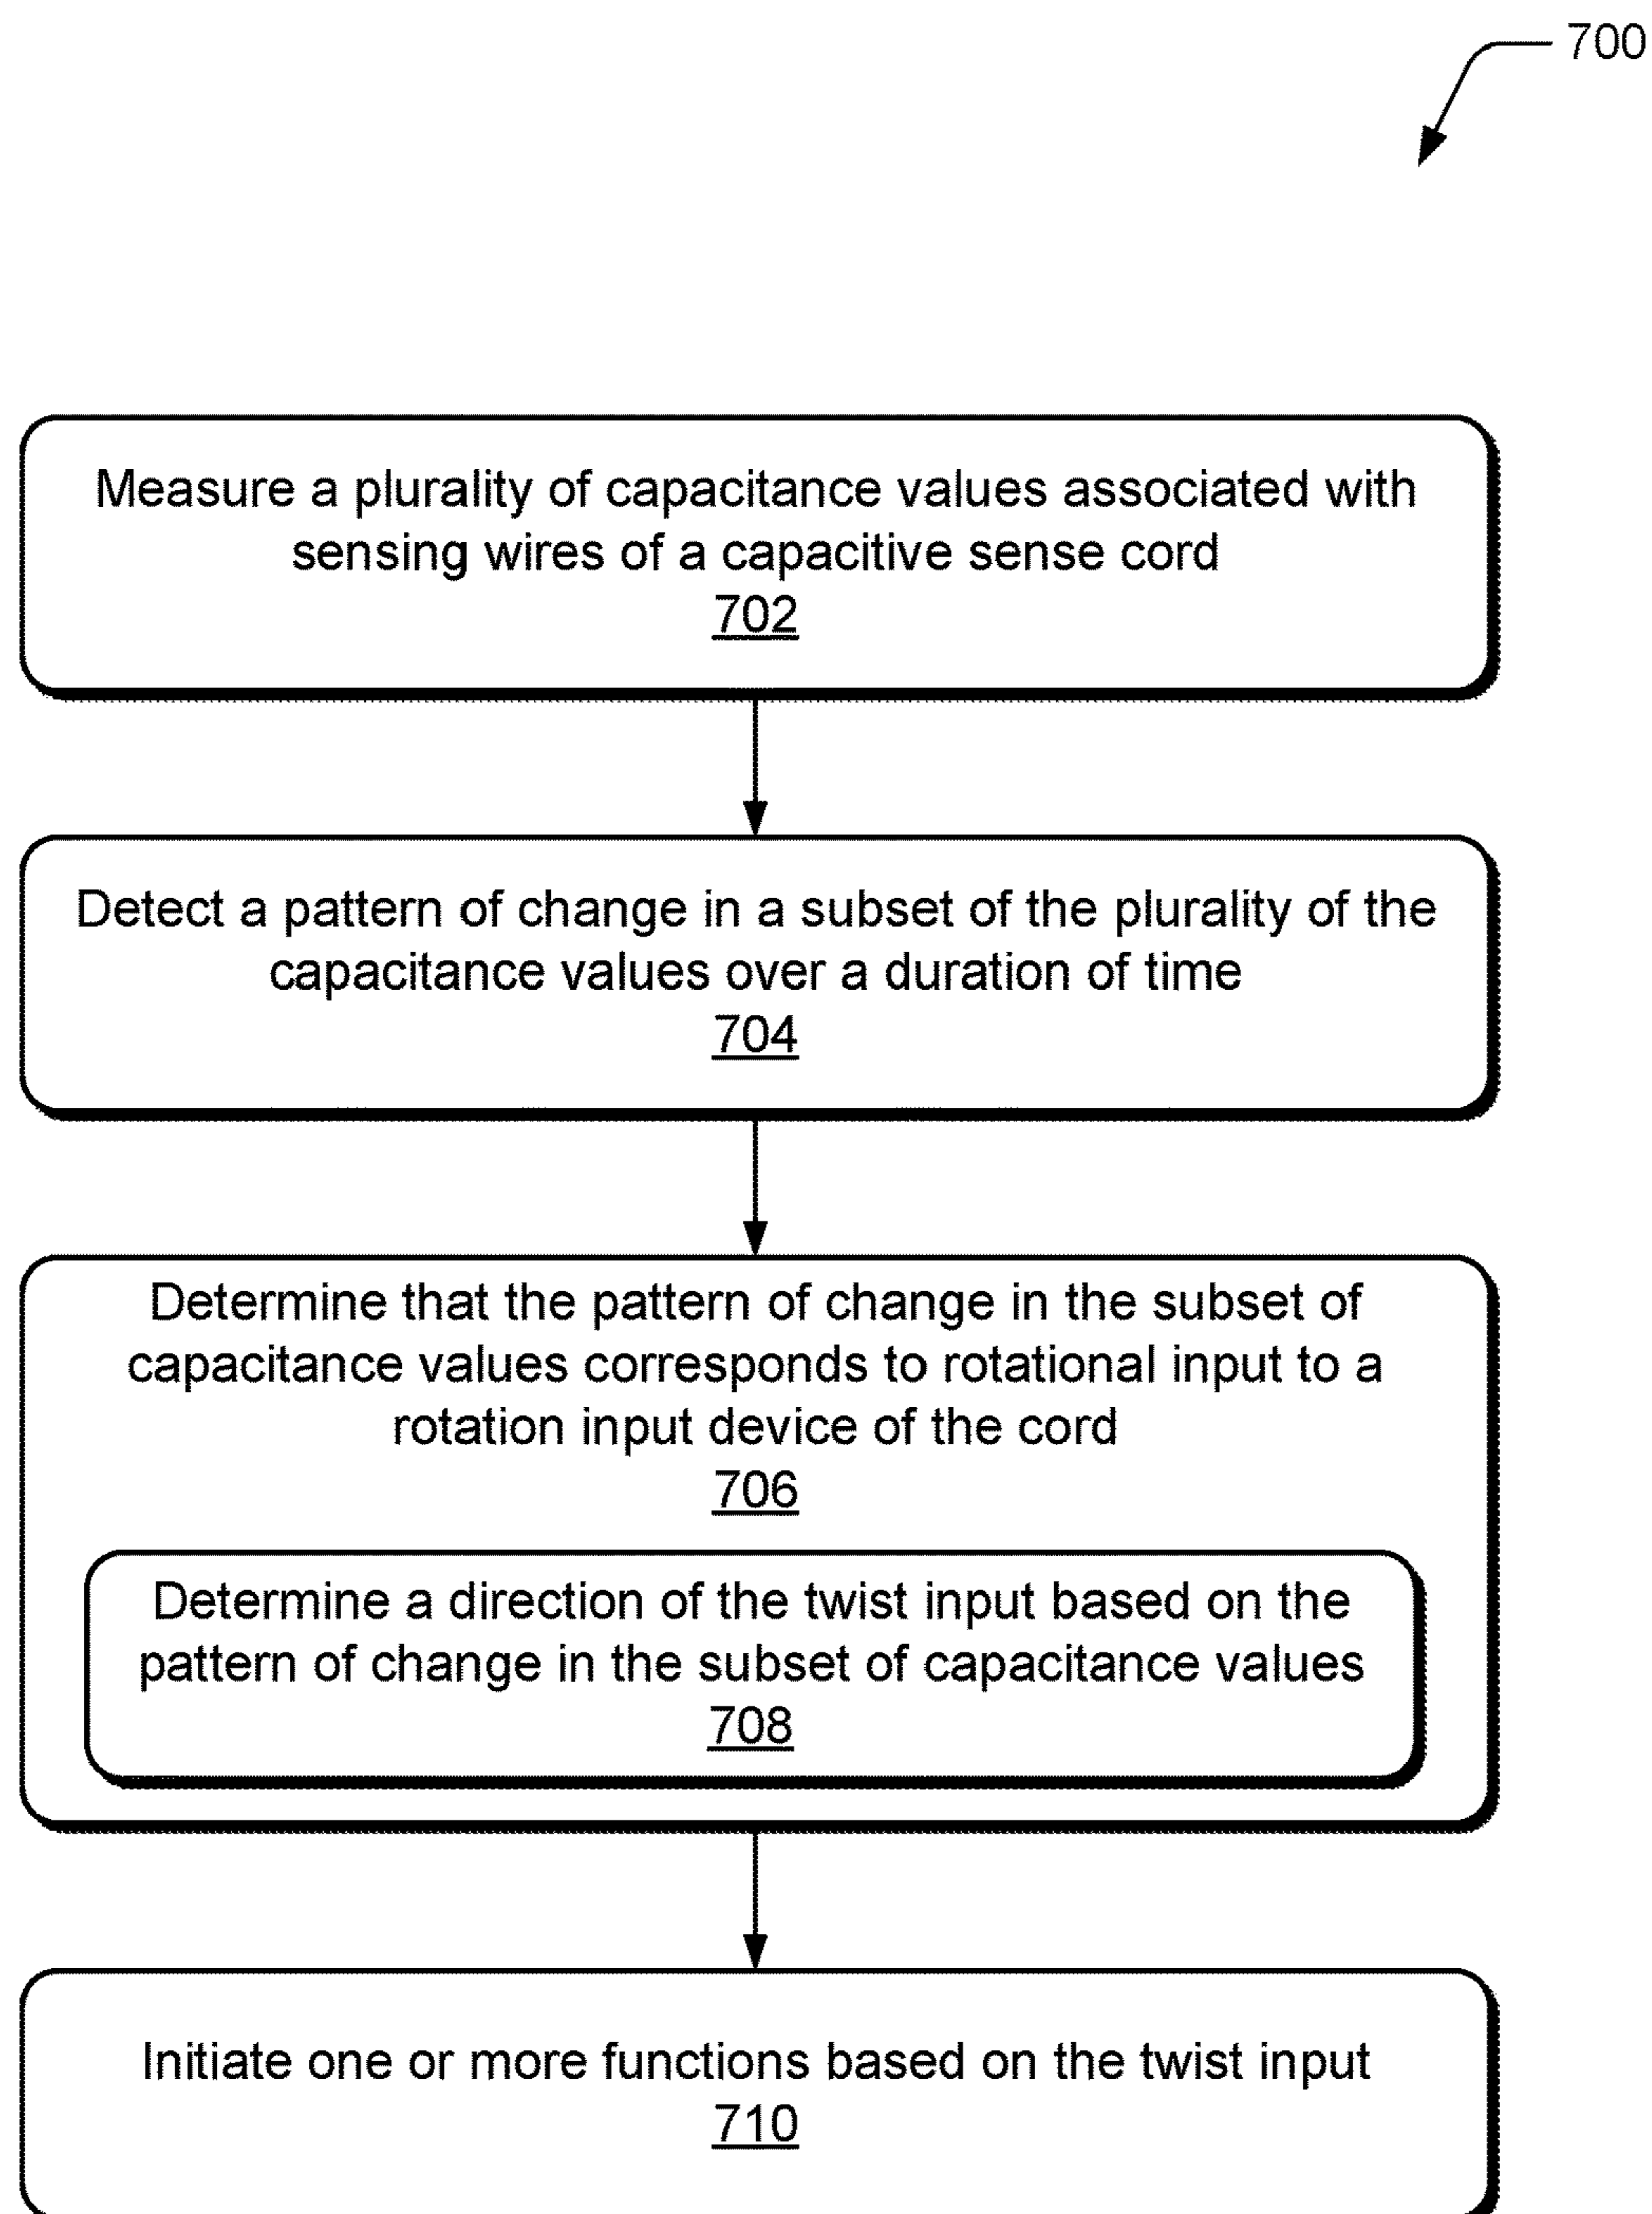 700
Measure a plurality of capacitance values associated with
sensing wires of a capacitive sense cord
702
Detect a pattern of change in a subset of the plurality of the
capacitance values over a duration of time
704
Determine that the pattern of change in the subset of
capacitance values corresponds to rotational input to a
rotation input device of the cord
706
Determine a direction of the twist input based on the
pattern of change in the subset of capacitance values
708
Initiate one or more functions based on the twist input
710